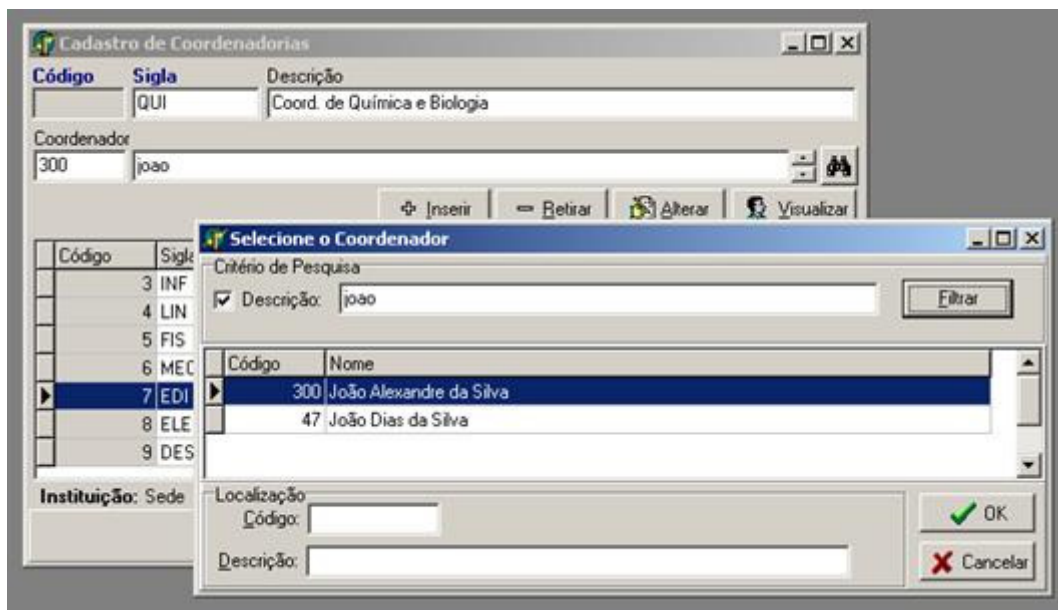 Cadastro de Coordenadorias
Código Sigla Descrição
QUI Coord. de Química e Biologia
Coordenador
300 joao
Inserir Retirar Alterar Visualizar
Código Sigla
3 INF
4 LIN
5 FIS
6 MEC
7 EDI
8 ELE
9 DES
Instituição: Sede
Selecione o Coordenador
Critério de Pesquisa
Descrição: joao Filtrar
Código Nome
300 João Alexandre da Silva
47 João Dias da Silva
Localização
Código:
OK
Descrição:
Cancelar